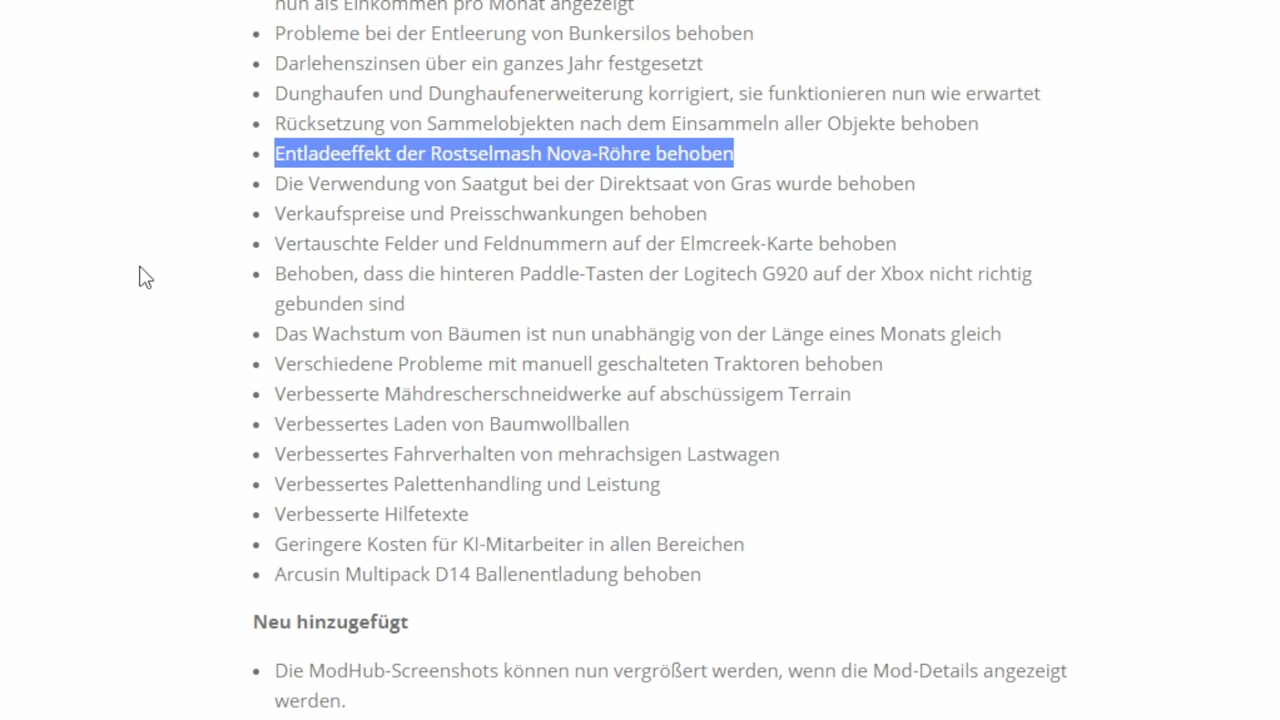 nun als Einkommen pro Monat angezeigt
Probleme bei der Entleerung von Bunkersilos behoben
Darlehenszinsen über ein ganzes Jahr festgesetzt
Dunghaufen und Dunghaufenerweiterung korrigiert, sie funktionieren nun wie erwartet
Rücksetzung von Sammelobjekten nach dem Einsammeln aller Objekte behoben
Entladeeffekt der Rostselmash Nova-Röhre behoben
Die Verwendung von Saatgut bei der Direktsaat von Gras wurde behoben
Verkaufspreise und Preisschwankungen behoben
Vertauschte Felder und Feldnummern auf der Elmcreek-Karte behoben
Behoben, dass die hinteren Paddle-Tasten der Logitech G920 auf der Xbox nicht richtig
gebunden sind
Das Wachstum von Bäumen ist nun unabhängig von der Länge eines Monats gleich
Verschiedene Probleme mit manuell geschalteten Traktoren behoben
Verbesserte Mähdrescherschneidwerke auf abschüssigem Terrain
Verbessertes Laden von Baumwollballen
Verbessertes Fahrverhalten von mehrachsigen Lastwagen
Verbessertes Palettenhandling und Leistung
Verbesserte Hilfetexte
Geringere Kosten für KI-Mitarbeiter in allen Bereichen
Arcusin Multipack D14 Ballenentladung behoben
Neu hinzugefügt
Die ModHub-Screenshots können nun vergrößert werden, wenn die Mod-Details angezeigt
werden.